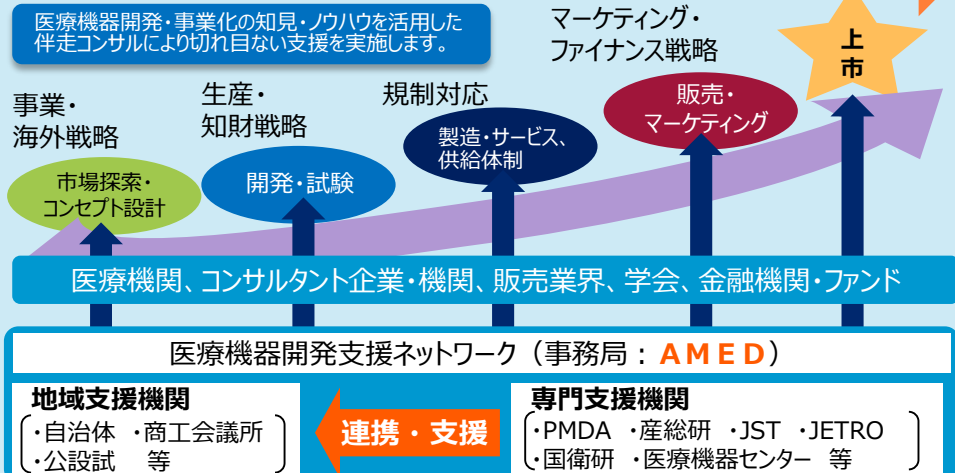 医療機器開発・事業化の知見・ノウハウを活用した
伴走コンサルにより切れ目ない支援を実施します。
マーケティング・
ファイナンス戦略
上
市
事業・
海外戦略
生産・
知財戦略
規制対応
販売・
マーケティング
製造・サービス、
供給体制
市場探索・
コンセプト設計
開発・試験
医療機関、コンサルタント企業・機関、販売業界、学会、金融機関・ファンド
医療機器開発支援ネットワーク（事務局：ＡＭＥＤ）
地域支援機関
・自治体 ・商工会議所
・公設試 等
連携・支援
専門支援機関
・PMDA ・産総研 ・JST ・JETRO
・国衛研 ・医療機器センター 等